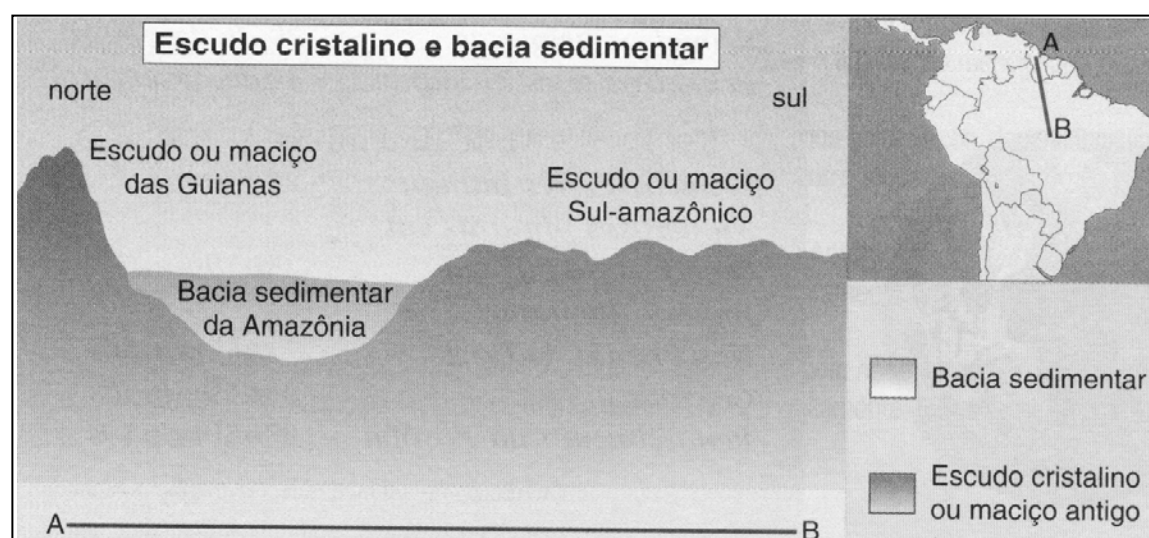 Escudo cristalino e bacia sedimentar
norte
sul
Escudo ou maciço
das Guianas
Escudo ou maciço
Sul-amazônico
Bacia sedimentar
da Amazônia
A
B
A
B
Bacia sedimentar
Escudo cristalino
ou maciço antigo